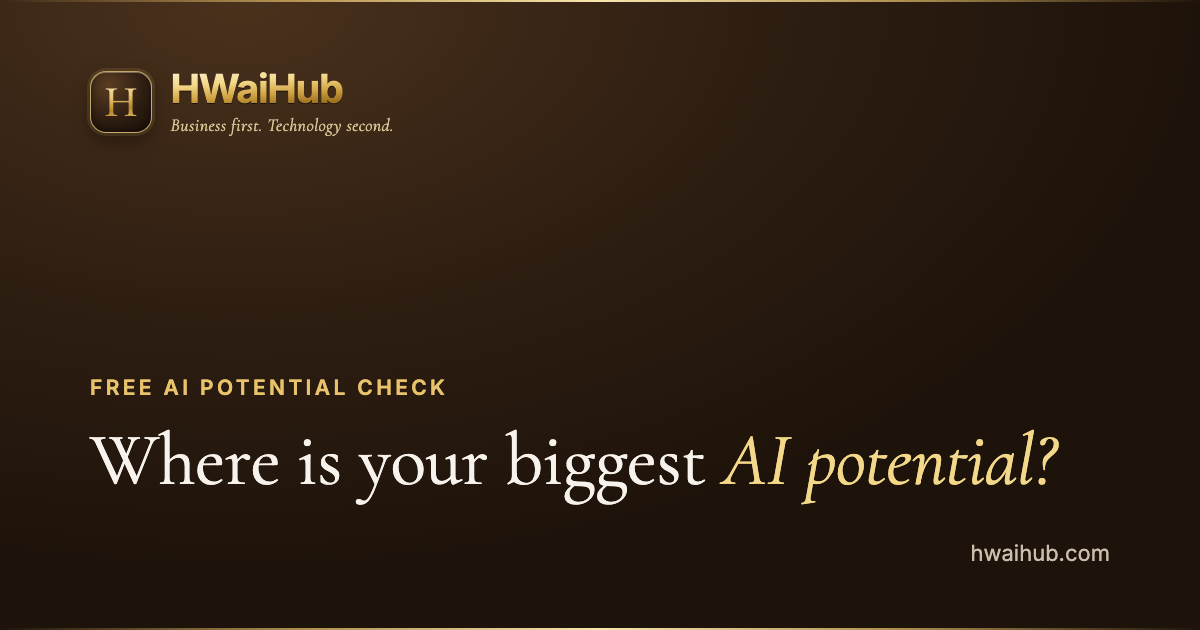 H
HWaiHub
Business first. Technology second.
FREE AI POTENTIAL CHECK
Where is your biggest AI potential?
hwaihub.com